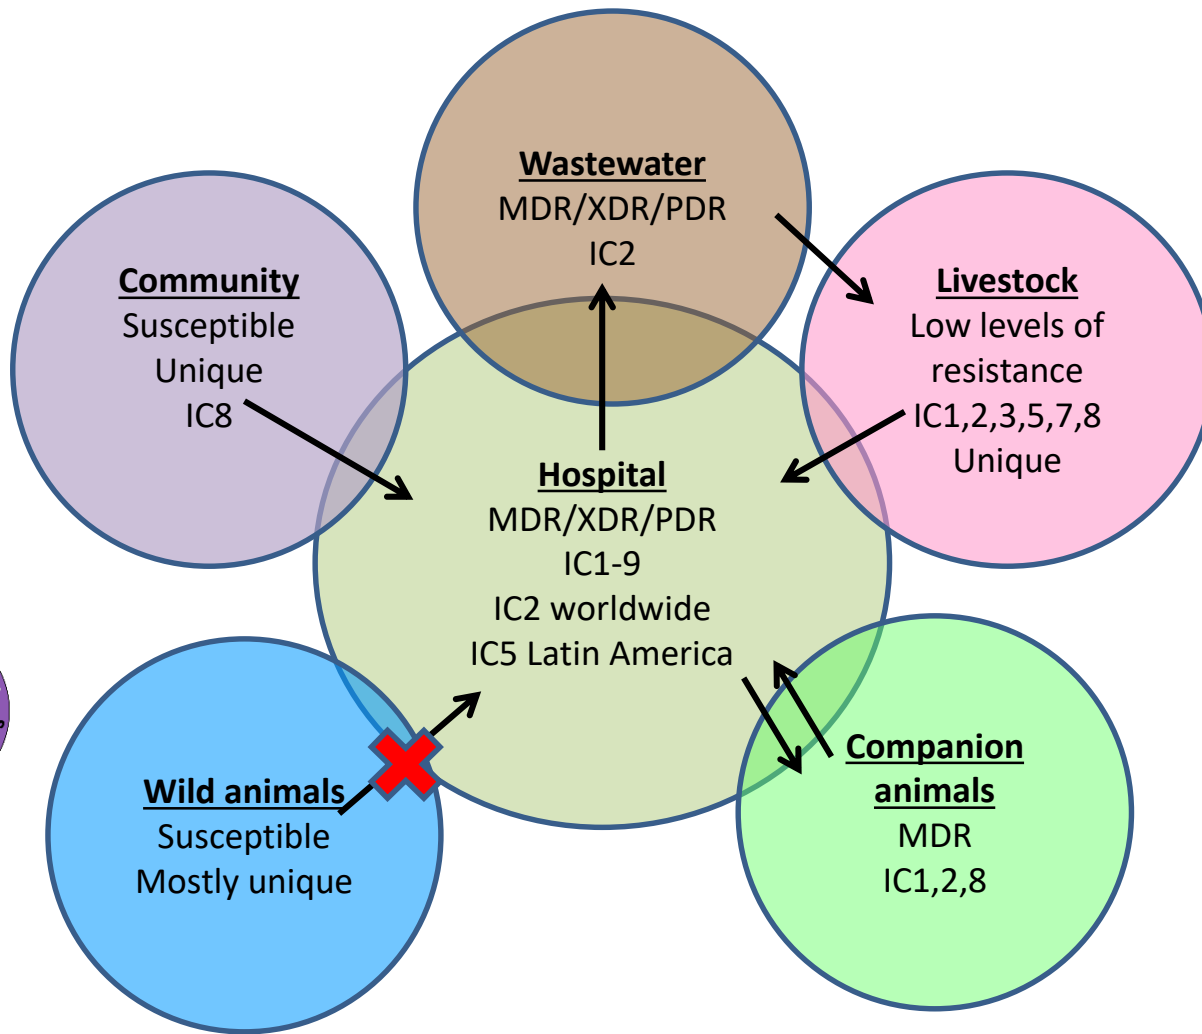 Wastewater
MDR/XDR/PDR
IC2
Community
Susceptible
Unique
IC8
Livestock
Low levels of
resistance
IC1,2,3,5,7,8
Unique
Hospital
MDR/XDR/PDR
IC1-9
IC2 worldwide
IC5 Latin America
Wild animals
Susceptible
Mostly unique
Companion
animals
MDR
IC1,2,8